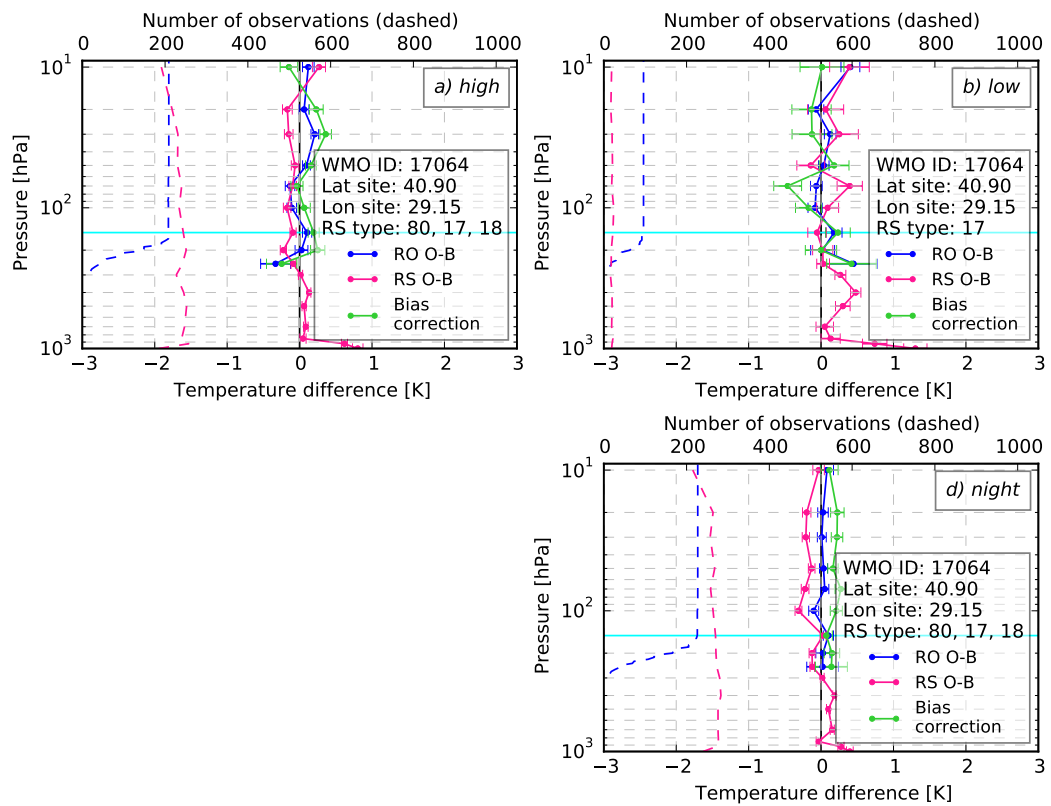 Number of observations (dashed)
0 200 400 600 800 1000
10¹
10²
10³
Pressure [hPa]
a) high
WMO ID: 17064
Lat site: 40.90
Lon site: 29.15
RS type: 80, 17, 18
RO O-B
RS O-B
Bias
correction
−3 −2 −1 0 1 2 3
Temperature difference [K]
Number of observations (dashed)
0 200 400 600 800 1000
10¹
10²
10³
Pressure [hPa]
b) low
WMO ID: 17064
Lat site: 40.90
Lon site: 29.15
RS type: 17
RO O-B
RS O-B
Bias
correction
−3 −2 −1 0 1 2 3
Temperature difference [K]
Number of observations (dashed)
0 200 400 600 800 1000
10¹
10²
10³
Pressure [hPa]
d) night
WMO ID: 17064
Lat site: 40.90
Lon site: 29.15
RS type: 80, 17, 18
RO O-B
RS O-B
Bias
correction
−3 −2 −1 0 1 2 3
Temperature difference [K]